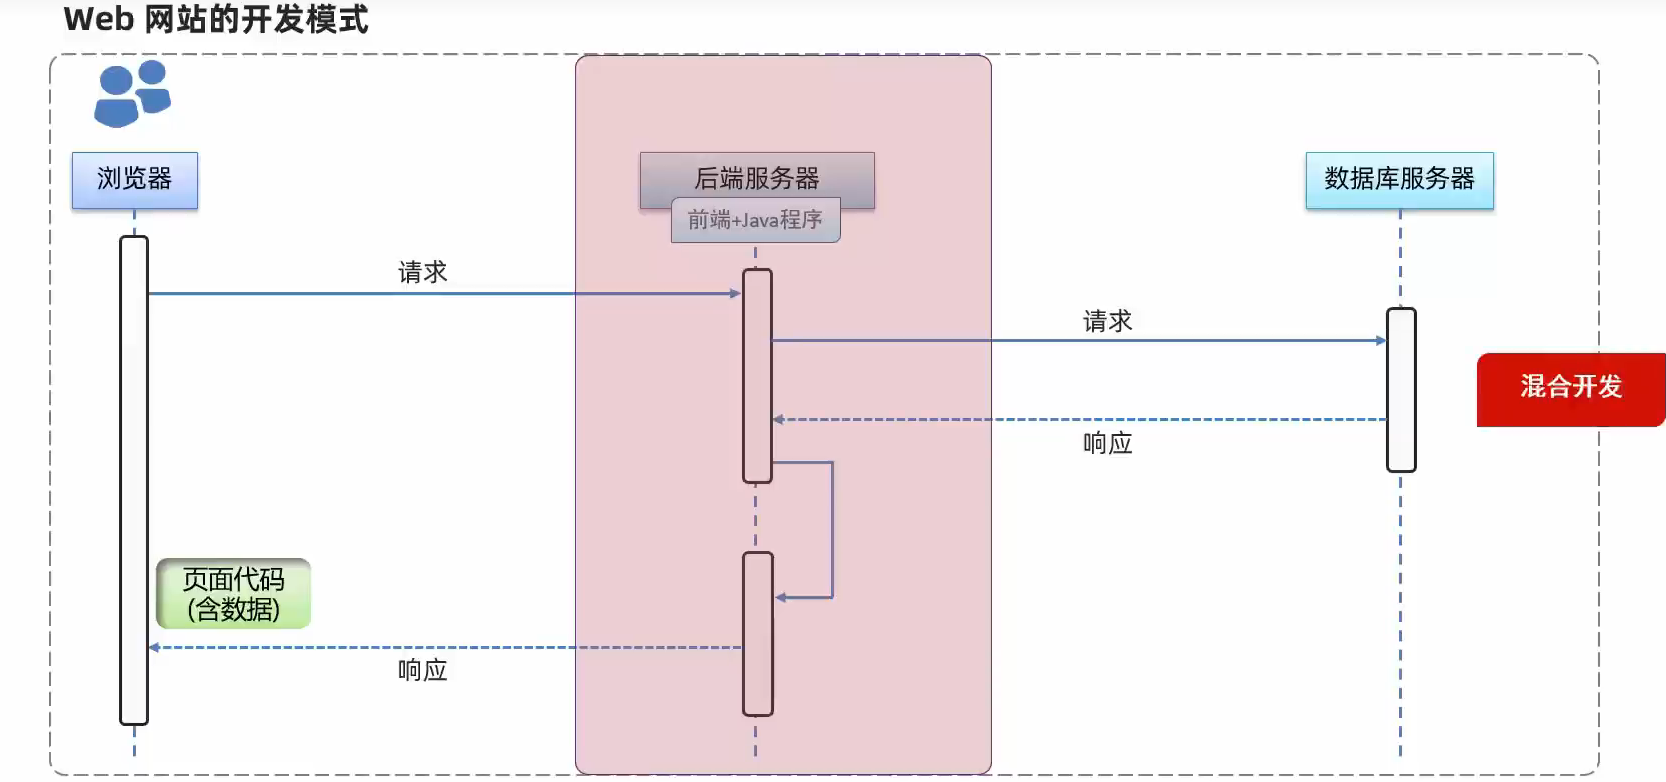 Web 网站的开发模式
浏览器
后端服务器
数据库服务器
前端+Java程序
请求
请求
混合开发
响应
页面代码
(含数据)
响应